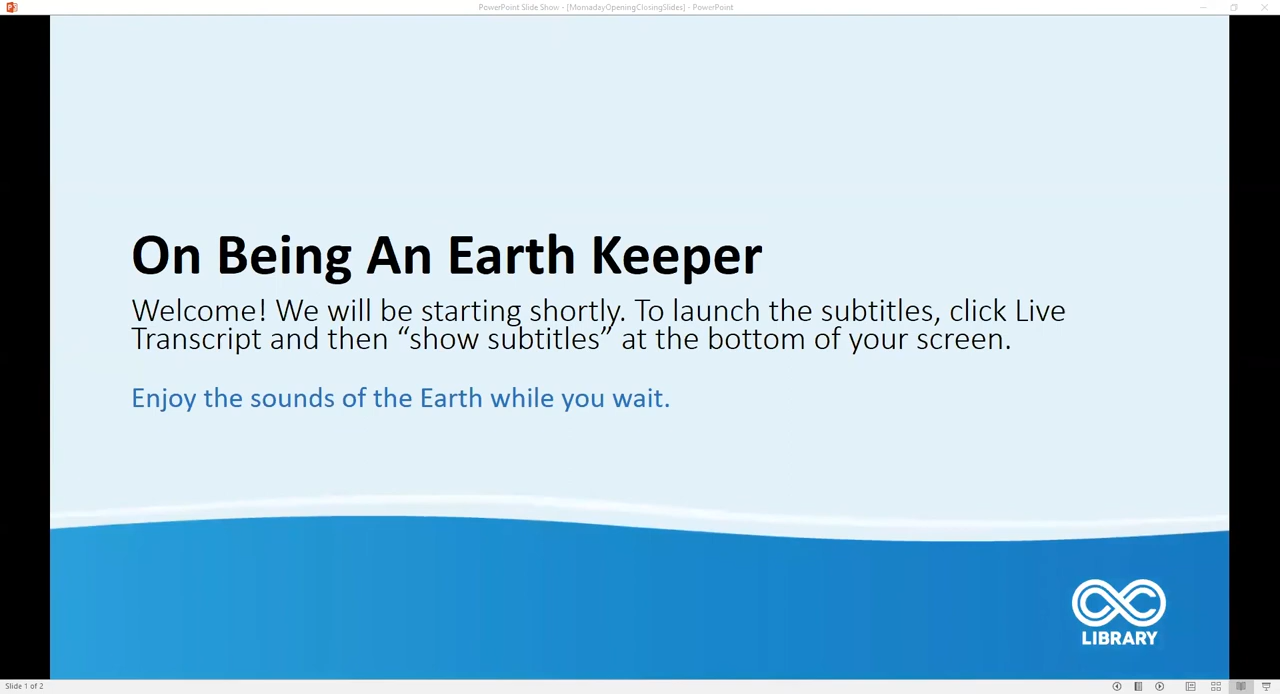 PowerPoint Slide Show - [MomadayOpeningClosingSlides] - PowerPoint
On Being An Earth Keeper
Welcome! We will be starting shortly. To launch the subtitles, click Live
Transcript and then “show subtitles” at the bottom of your screen.
Enjoy the sounds of the Earth while you wait.
OC
LIBRARY
Slide 1 of 2